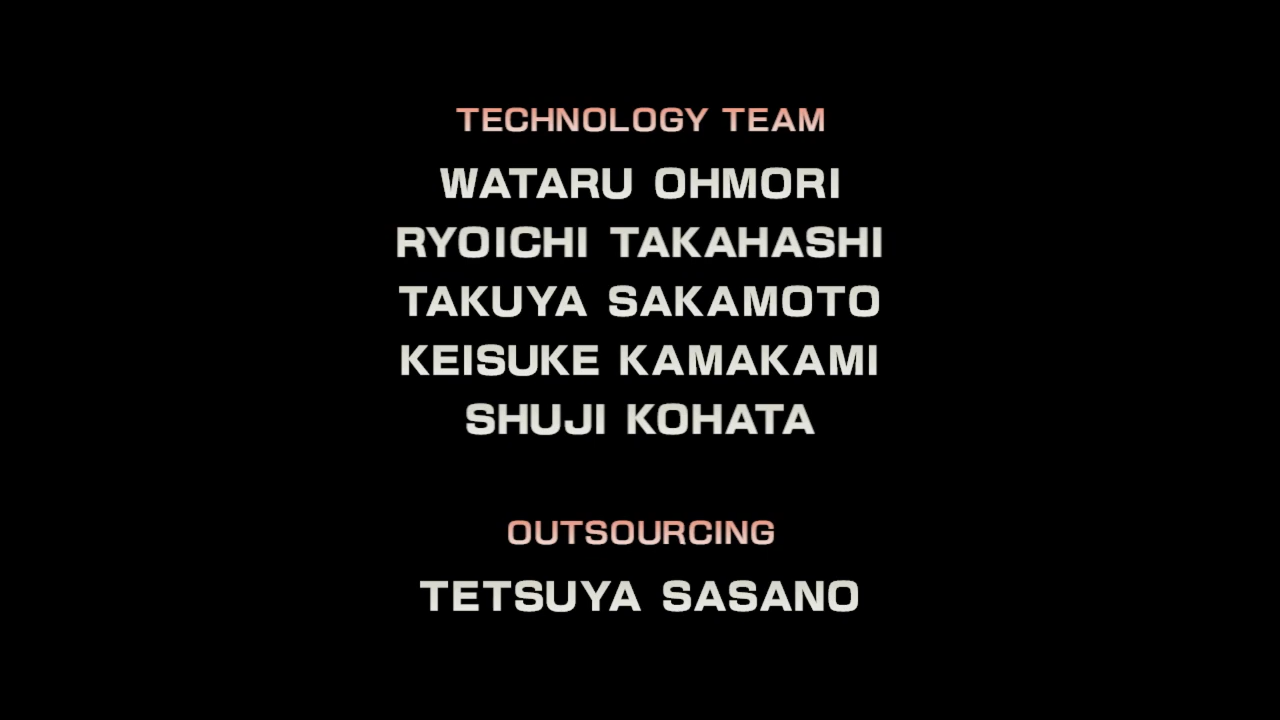 TECHNOLOGY TEAM
WATARU OHMORI
RYOICHI TAKAHASHI
TAKUYA SAKAMOTO
KEISUKE KAMAKAMI
SHUJI KOHATA
OUTSOURCING
TETSUYA SASANO